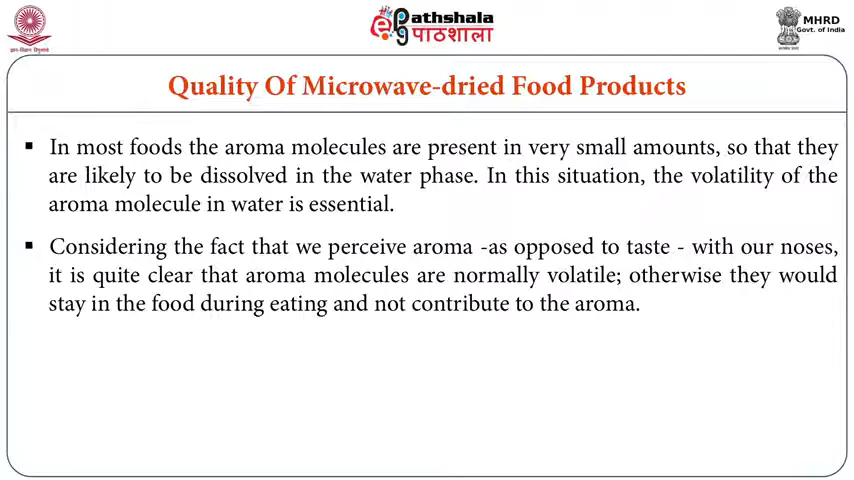 ePathshala
पाठशाला
MHRD
Govt. of India
Quality Of Microwave-dried Food Products
In most foods the aroma molecules are present in very small amounts, so that they
are likely to be dissolved in the water phase. In this situation, the volatility of the
aroma molecule in water is essential.
Considering the fact that we perceive aroma -as opposed to taste - with our noses,
it is quite clear that aroma molecules are normally volatile; otherwise they would
stay in the food during eating and not contribute to the aroma.